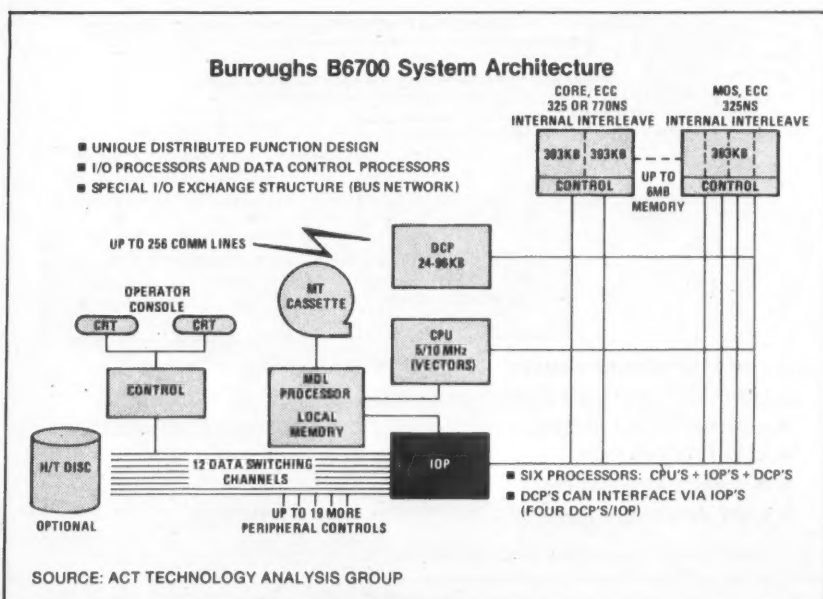 Burroughs B6700 System Architecture
CORE, ECC
325 OR 770NS
INTERNAL INTERLEAVE
MOS, ECC
325NS
INTERNAL INTERLEAVE
■ UNIQUE DISTRIBUTED FUNCTION DESIGN
■ I/O PROCESSORS AND DATA CONTROL PROCESSORS
■ SPECIAL I/O EXCHANGE STRUCTURE (BUS NETWORK)
393KB 393KB
CONTROL
UP TO
6MB
MEMORY
393KB
CONTROL
UP TO 256 COMM LINES
DCP
24-96KB
OPERATOR
CONSOLE
CRT CRT
MT
CASSETTE
CPU
5/10 MHz
(VECTORS)
CONTROL
MDL
PROCESSOR
LOCAL
MEMORY
H/T DISC
OPTIONAL
12 DATA SWITCHING
CHANNELS
IOP
UP TO 19 MORE
PERIPHERAL CONTROLS
■ SIX PROCESSORS: CPU'S + IOP'S + DCP'S
■ DCP'S CAN INTERFACE VIA IOP'S
(FOUR DCP'S/IOP)
SOURCE: ACT TECHNOLOGY ANALYSIS GROUP